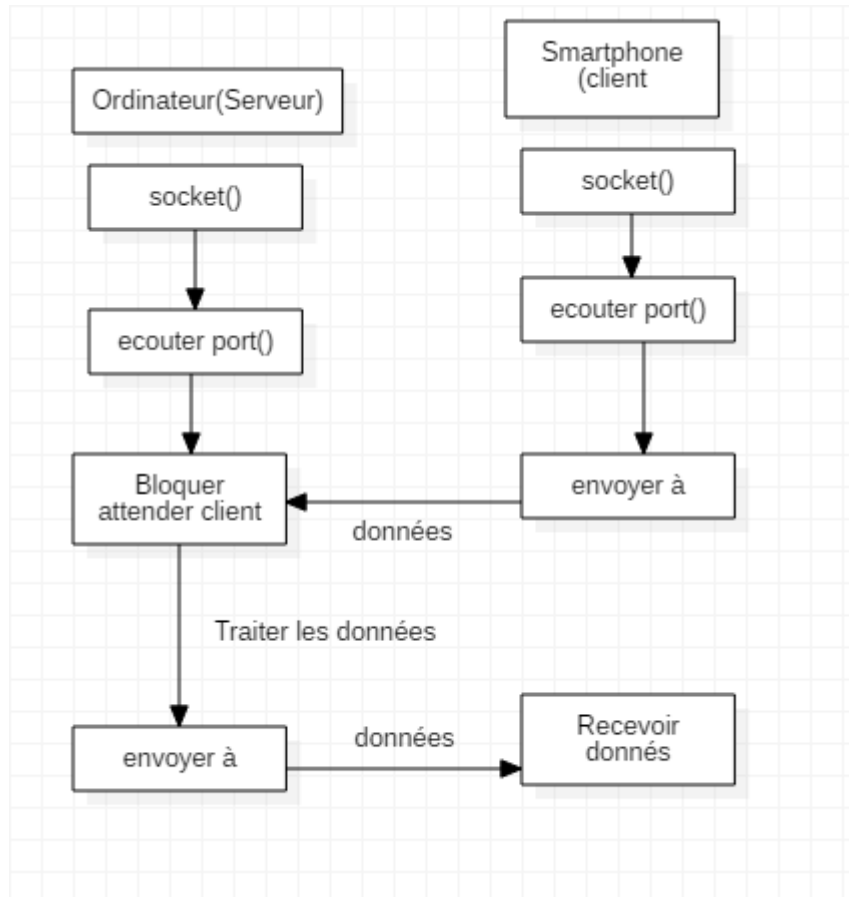 Smartphone
(client
Ordinateur(Serveur)
socket()
socket()
ecouter port()
ecouter port()
Bloquer
attender client
envoyer à
données
Traiter les données
envoyer à
données
Recevoir
donnés